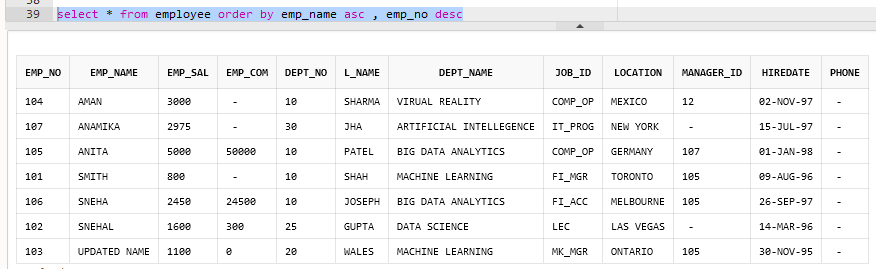 39 select * from employee order by emp_name asc , emp_no desc
EMP_NO EMP_NAME EMP_SAL EMP_COM DEPT_NO L_NAME DEPT_NAME JOB_ID LOCATION MANAGER_ID HIREDATE PHONE
104 AMAN 3000 - 10 SHARMA VIRUAL REALITY COMP_OP MEXICO 12 02-NOV-97 -
107 ANAMIKA 2975 - 30 JHA ARTIFICIAL INTELLEGENCE IT_PROG NEW YORK - 15-JUL-97 -
105 ANITA 5000 50000 10 PATEL BIG DATA ANALYTICS COMP_OP GERMANY 107 01-JAN-98 -
101 SMITH 800 - 10 SHAH MACHINE LEARNING FI_MGR TORONTO 105 09-AUG-96 -
106 SNEHA 2450 24500 10 JOSEPH BIG DATA ANALYTICS FI_ACC MELBOURNE 105 26-SEP-97 -
102 SNEHAL 1600 300 25 GUPTA DATA SCIENCE LEC LAS VEGAS - 14-MAR-96 -
103 UPDATED NAME 1100 0 20 WALES MACHINE LEARNING MK_MGR ONTARIO 105 30-NOV-95 -